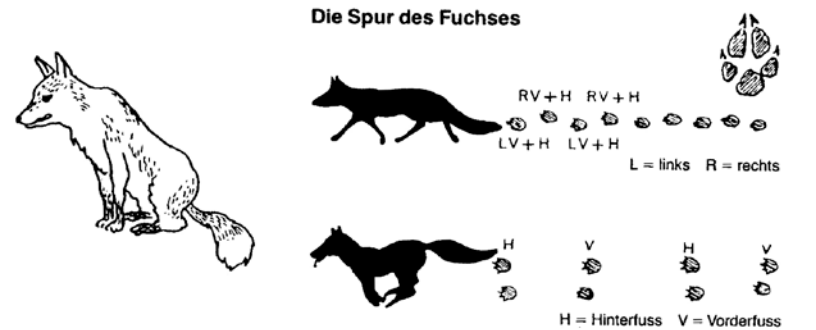 Die Spur des Fuchses
RV+H RV+H
LV+H LV+H
L = links R = rechts
H V H V
H = Hinterfuss V = Vorderfuss